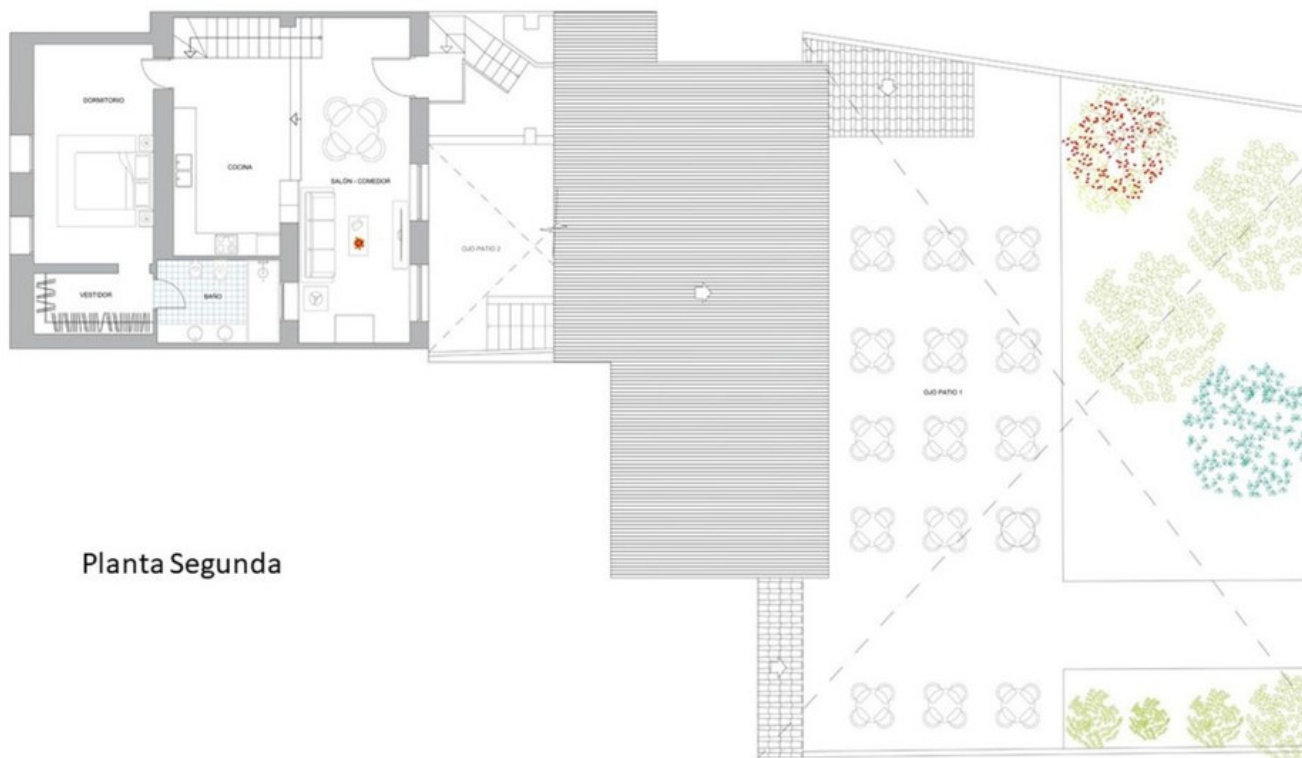 DORMITORIO
COCINA
SALÓN - COMEDOR
OJO PATIO 2
VESTIDOR
BAÑO
OJO PATIO 1
Planta Segunda